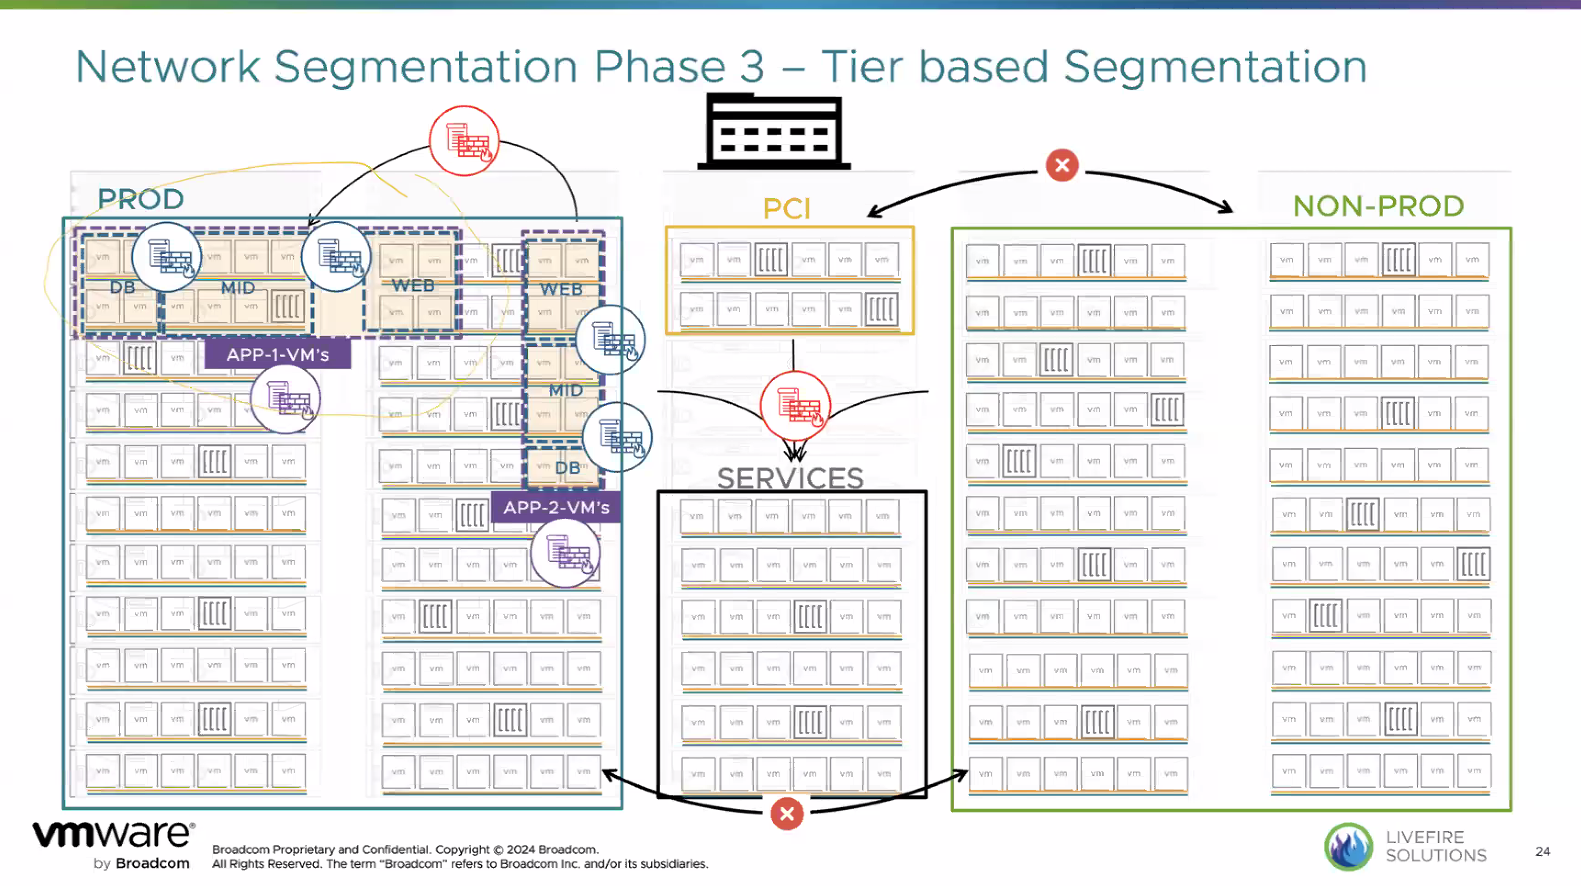 Network Segmentation Phase 3 – Tier based Segmentation
PROD
PCI
NON-PROD
DB
MID
WEB
WEB
APP-1-VM's
MID
DB
SERVICES
APP-2-VM's
vmware®
by Broadcom
Broadcom Proprietary and Confidential. Copyright © 2024 Broadcom.
All Rights Reserved. The term "Broadcom" refers to Broadcom Inc. and/or its subsidiaries.
LIVEFIRE
SOLUTIONS
24